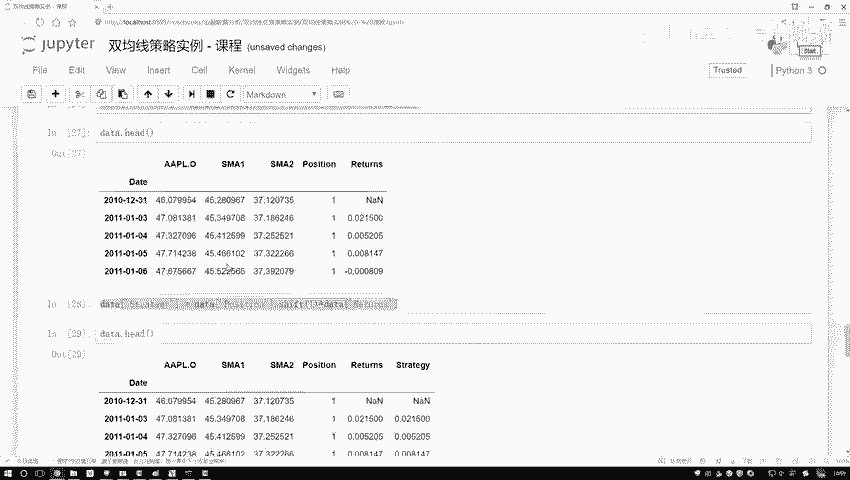 双均线策略实例 - 课程
jupyter 双均线策略实例 - 课程 (unsaved changes)
File Edit View Insert Cell Kernel Widgets Help
Trusted Python 3
Markdown
In [27]: data.head()
Out[27]:
AAPL.O SMA1 SMA2 Position Returns
Date
2010-12-31 46.079954 45.280967 37.120735 1 NaN
2011-01-03 47.081381 45.349708 37.186246 1 0.021500
2011-01-04 47.327096 45.412599 37.252521 1 0.005205
2011-01-05 47.714238 45.466102 37.322266 1 0.008147
2011-01-06 47.675667 45.522565 37.392079 1 -0.000809
In [28]: data['Strategy'] = data['Position'].shift(1)*data['Returns']
In [29]: data.head()
Out[29]:
AAPL.O SMA1 SMA2 Position Returns Strategy
Date
2010-12-31 46.079954 45.280967 37.120735 1 NaN NaN
2011-01-03 47.081381 45.349708 37.186246 1 0.021500 0.021500
2011-01-04 47.327096 45.412599 37.252521 1 0.005205 0.005205
2011-01-05 47.714238 45.466102 37.322266 1 0.008147 0.008147